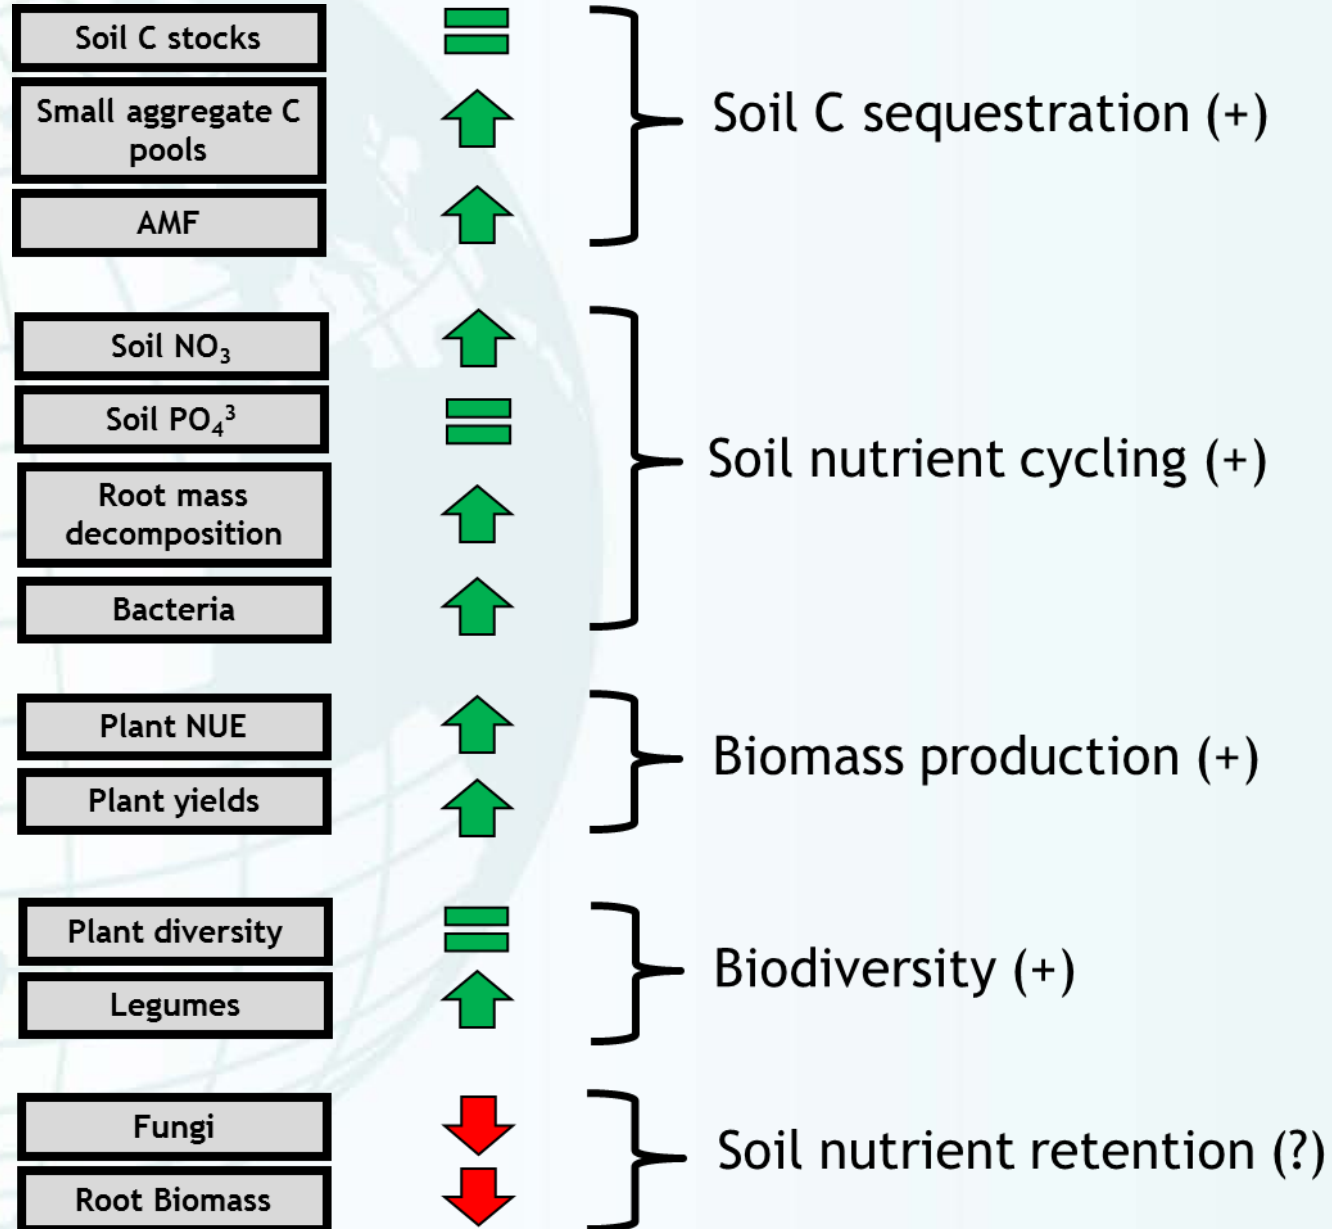 Soil C stocks
Small aggregate C
pools
AMF
Soil C sequestration (+)
Soil NO₃
Soil PO₄³
Root mass
decomposition
Bacteria
Soil nutrient cycling (+)
Plant NUE
Plant yields
Biomass production (+)
Plant diversity
Legumes
Biodiversity (+)
Fungi
Root Biomass
Soil nutrient retention (?)